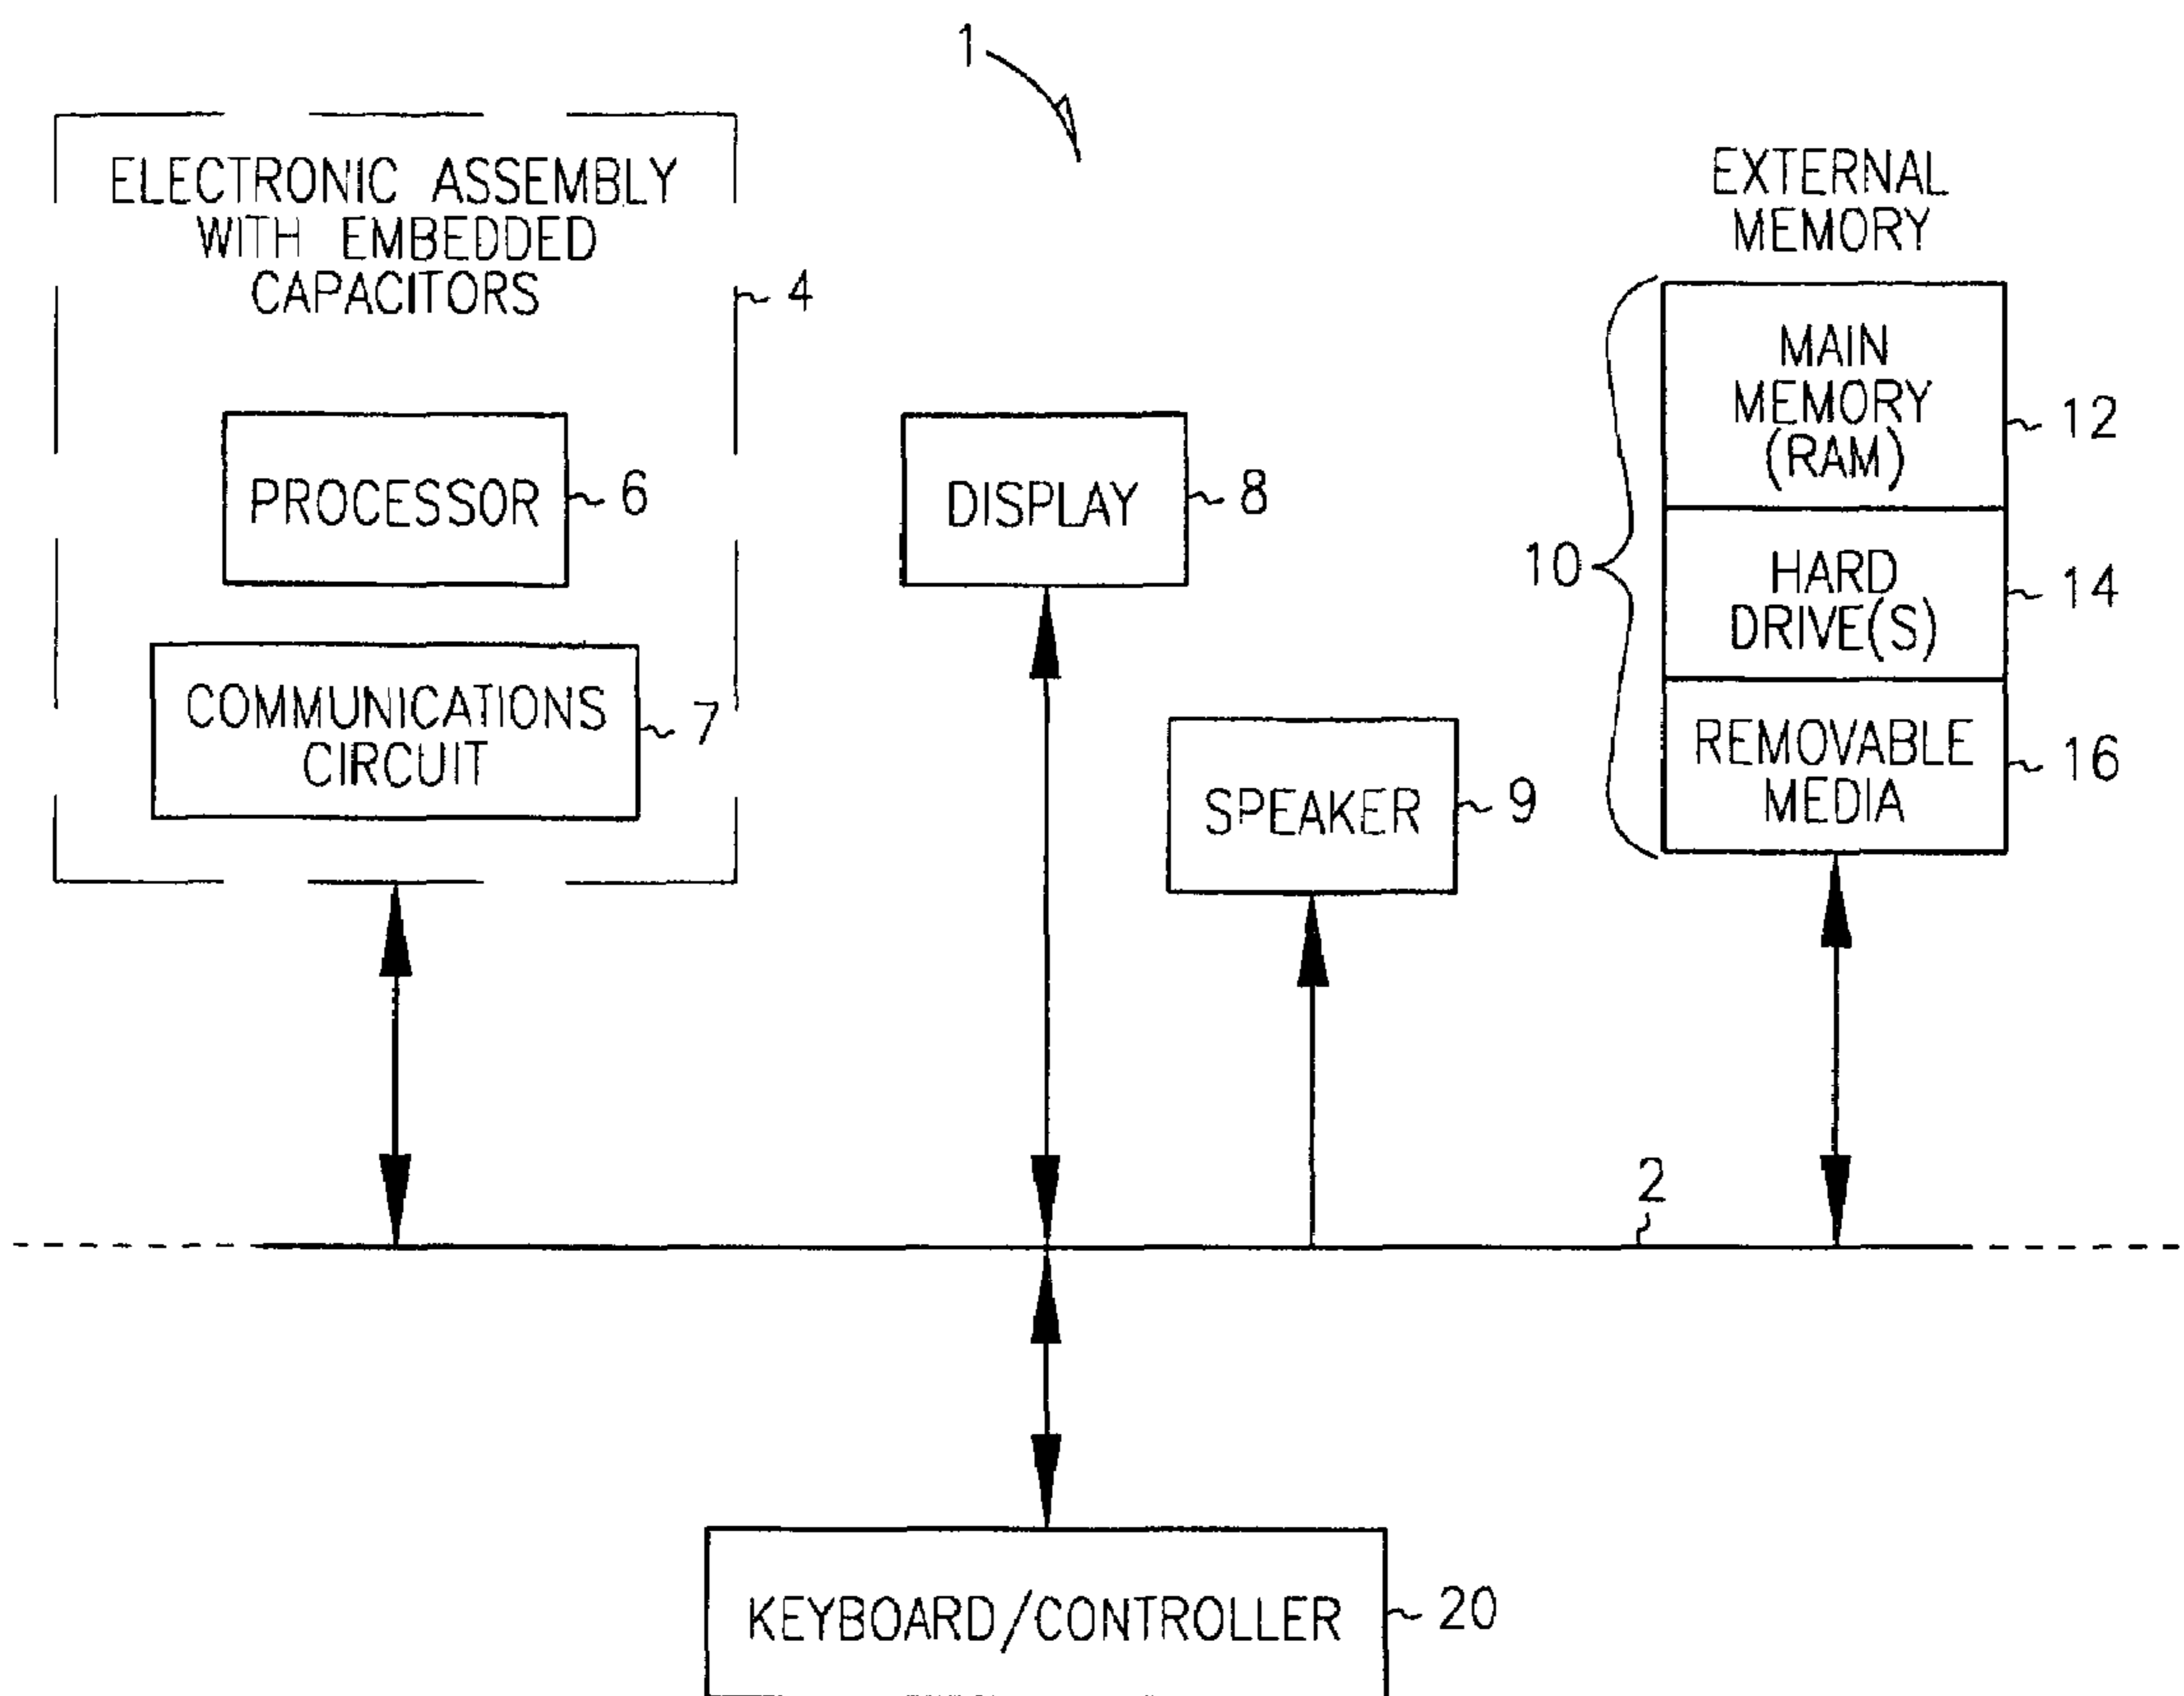 1
ELECTRONIC ASSEMBLY
WITH EMBEDDED
CAPACITORS
4
PROCESSOR
6
COMMUNICATIONS
CIRCUIT
7
DISPLAY
8
SPEAKER
9
EXTERNAL
MEMORY
10
MAIN
MEMORY
(RAM)
12
HARD
DRIVE(S)
14
REMOVABLE
MEDIA
16
2
KEYBOARD/CONTROLLER
20